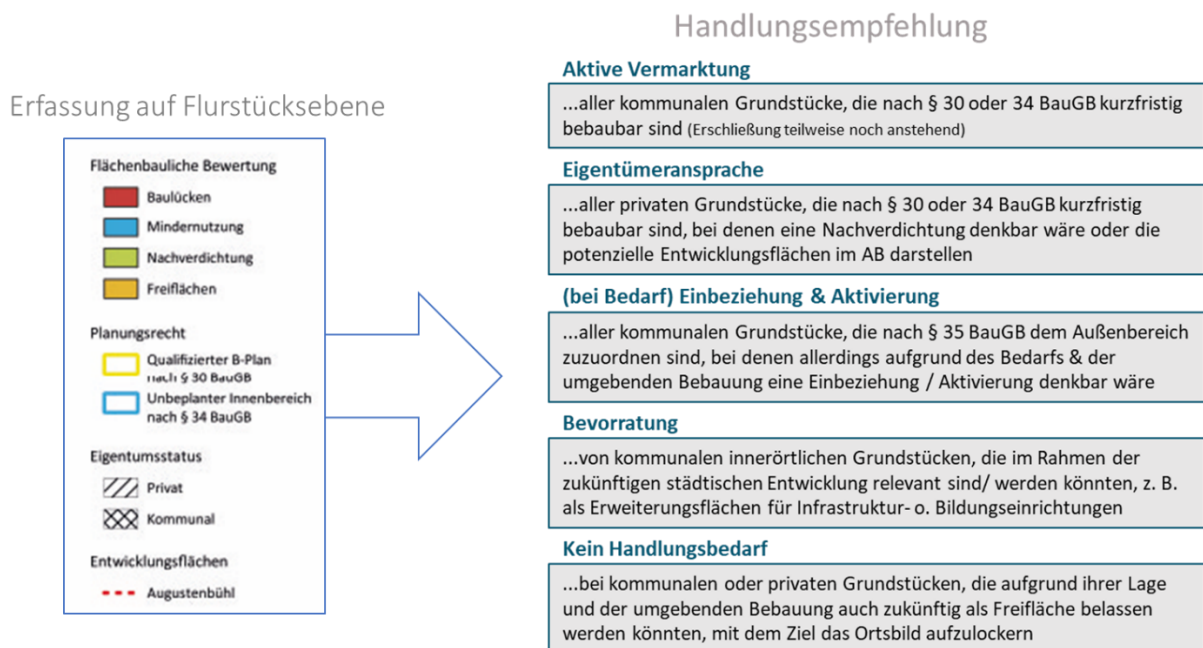 Handlungsempfehlung
Erfassung auf Flurstücksebene
Flächenbauliche Bewertung
Baulücken
Mindernutzung
Nachverdichtung
Freiflächen
Planungsrecht
Qualifizierter B-Plan
nach § 30 BauGB
Unbeplanter Innenbereich
nach § 34 BauGB
Eigentumsstatus
Privat
Kommunal
Entwicklungsflächen
Augustenbühl
Aktive Vermarktung
...aller kommunalen Grundstücke, die nach § 30 oder 34 BauGB kurzfristig
bebaubar sind (Erschließung teilweise noch anstehend)
Eigentümeransprache
...aller privaten Grundstücke, die nach § 30 oder 34 BauGB kurzfristig
bebaubar sind, bei denen eine Nachverdichtung denkbar wäre oder die
potenzielle Entwicklungsflächen im AB darstellen
(bei Bedarf) Einbeziehung & Aktivierung
...aller kommunalen Grundstücke, die nach § 35 BauGB dem Außenbereich
zuzuordnen sind, bei denen allerdings aufgrund des Bedarfs & der
umgebenden Bebauung eine Einbeziehung / Aktivierung denkbar wäre
Bevorratung
...von kommunalen innerörtlichen Grundstücken, die im Rahmen der
zukünftigen städtischen Entwicklung relevant sind/ werden könnten, z. B.
als Erweiterungsflächen für Infrastruktur- o. Bildungseinrichtungen
Kein Handlungsbedarf
...bei kommunalen oder privaten Grundstücken, die aufgrund ihrer Lage
und der umgebenden Bebauung auch zukünftig als Freifläche belassen
werden könnten, mit dem Ziel das Ortsbild aufzulockern